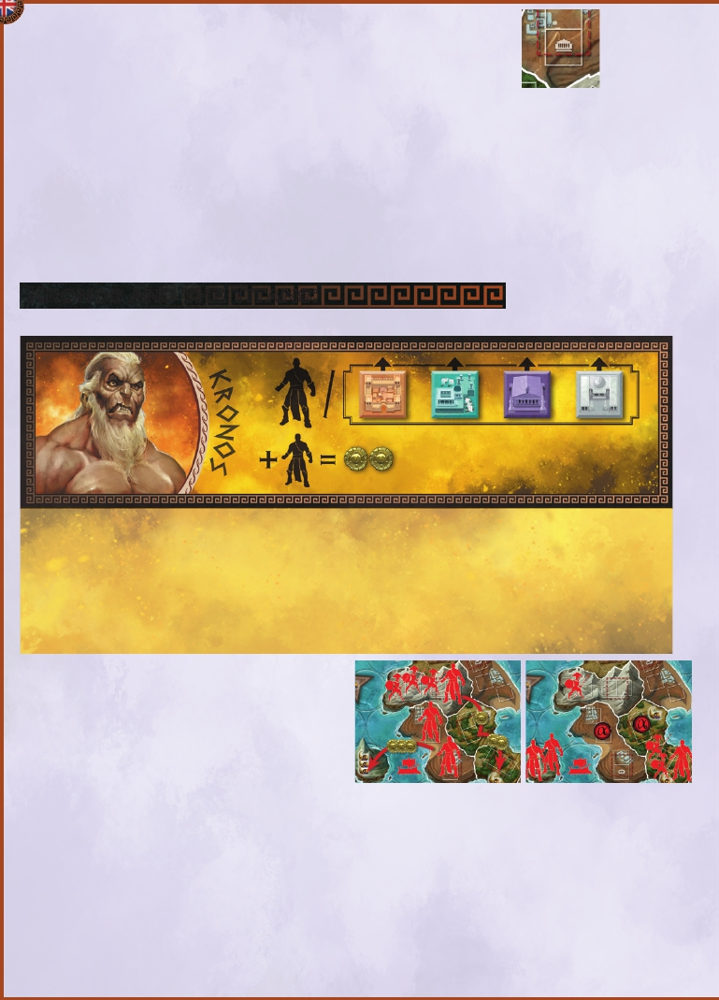 KRONOS
+
=